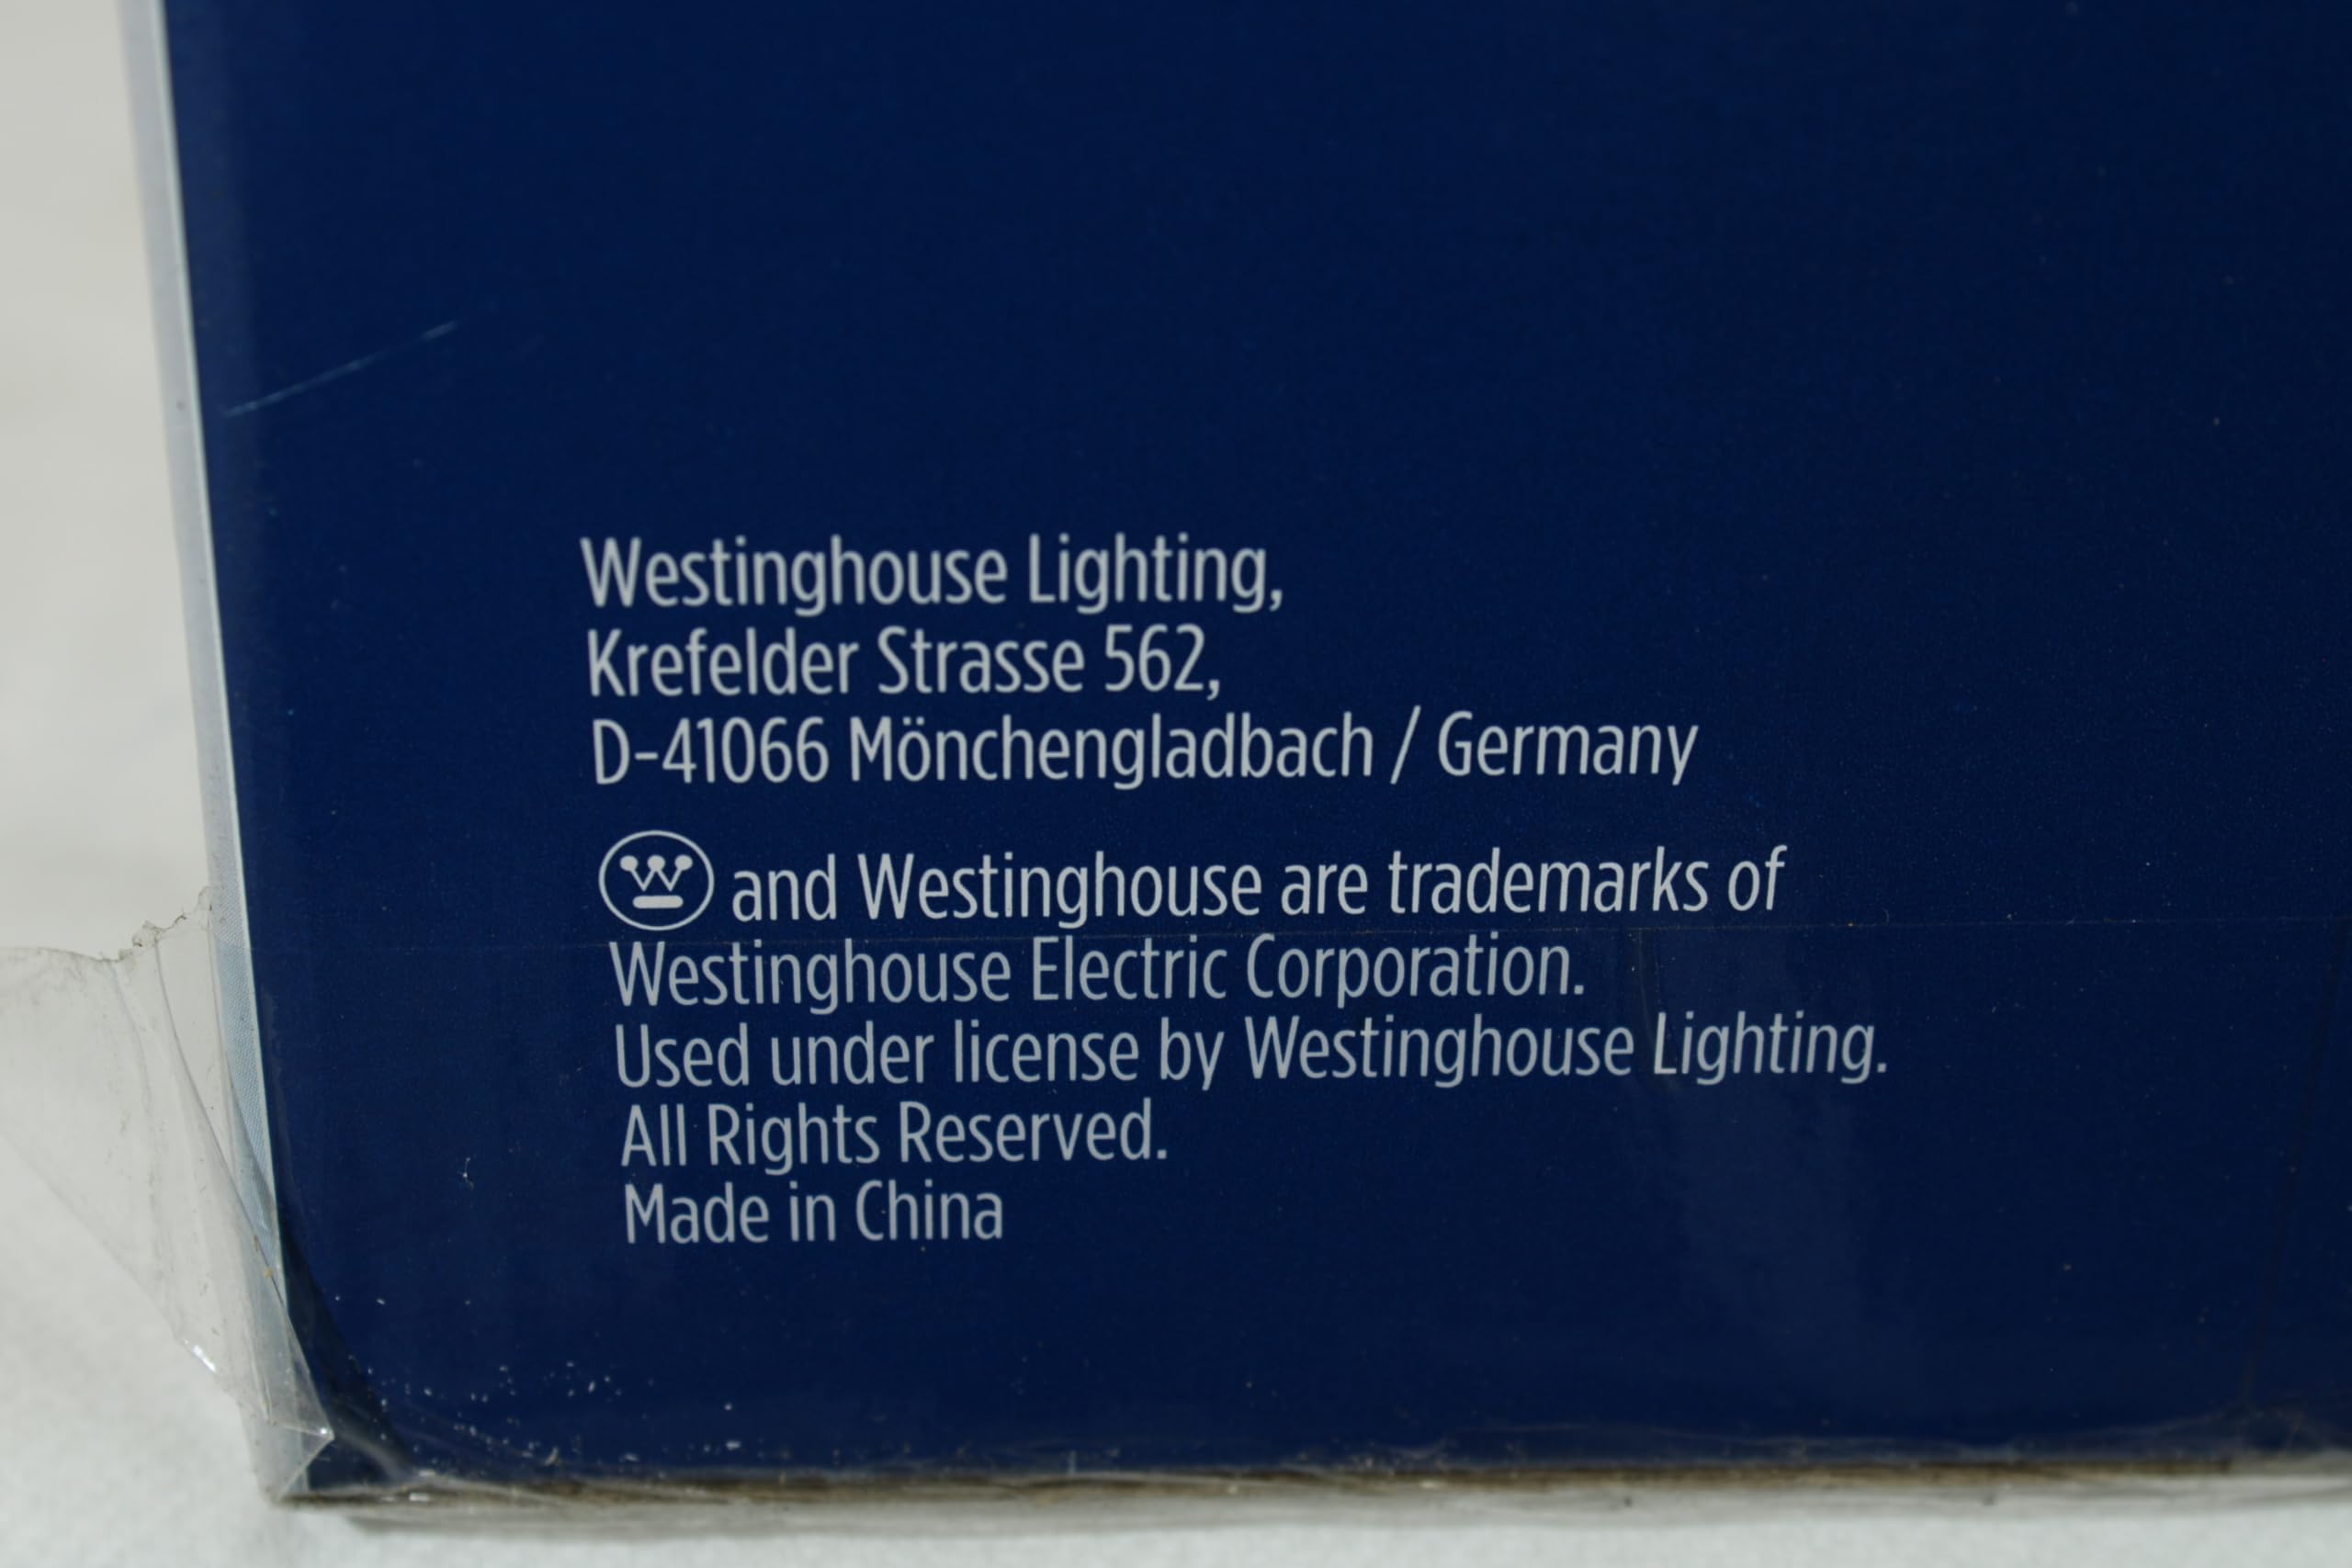 Westinghouse Lighting,
Krefelder Strasse 562,
D-41066 Mönchengladbach / Germany
and Westinghouse are trademarks of
Westinghouse Electric Corporation.
Used under license by Westinghouse Lighting.
All Rights Reserved.
Made in China